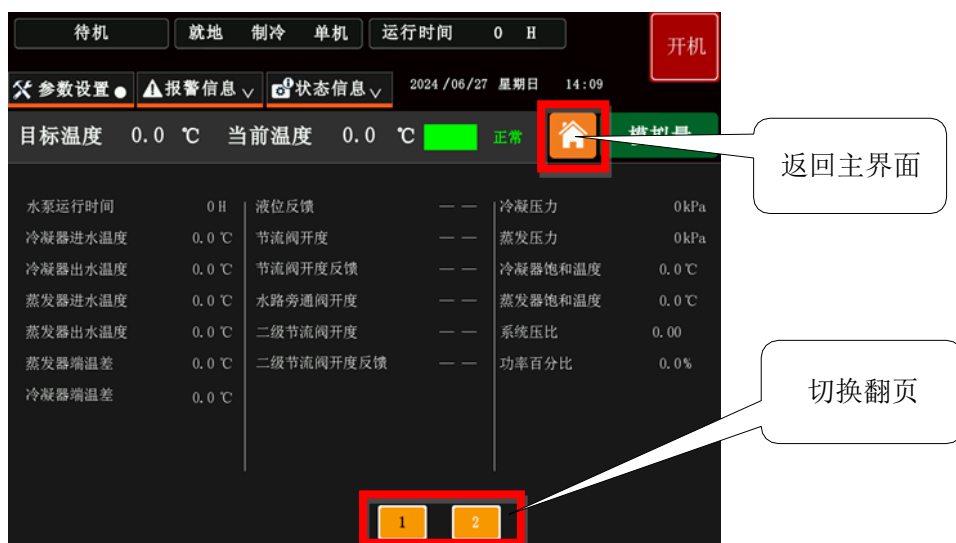 待机 就地 制冷 单机 运行时间 0 H 开机
参数设置 报警信息 状态信息 2024/06/27 星期日 14:09
目标温度 0.0 ℃ 当前温度 0.0 ℃ 正常 模拟量
返回主界面
水泵运行时间 0H 液位反馈 — — 冷凝压力 0kPa
冷凝器进水温度 0.0℃ 节流阀开度 — — 蒸发压力 0kPa
冷凝器出水温度 0.0℃ 节流阀开度反馈 — — 冷凝器饱和温度 0.0℃
蒸发器进水温度 0.0℃ 水路旁通阀开度 — — 蒸发器饱和温度 0.0℃
蒸发器出水温度 0.0℃ 二级节流阀开度 — — 系统压比 0.00
蒸发器端温差 0.0℃ 二级节流阀开度反馈 — — 功率百分比 0.0%
冷凝器端温差 0.0℃
切换翻页
1 2